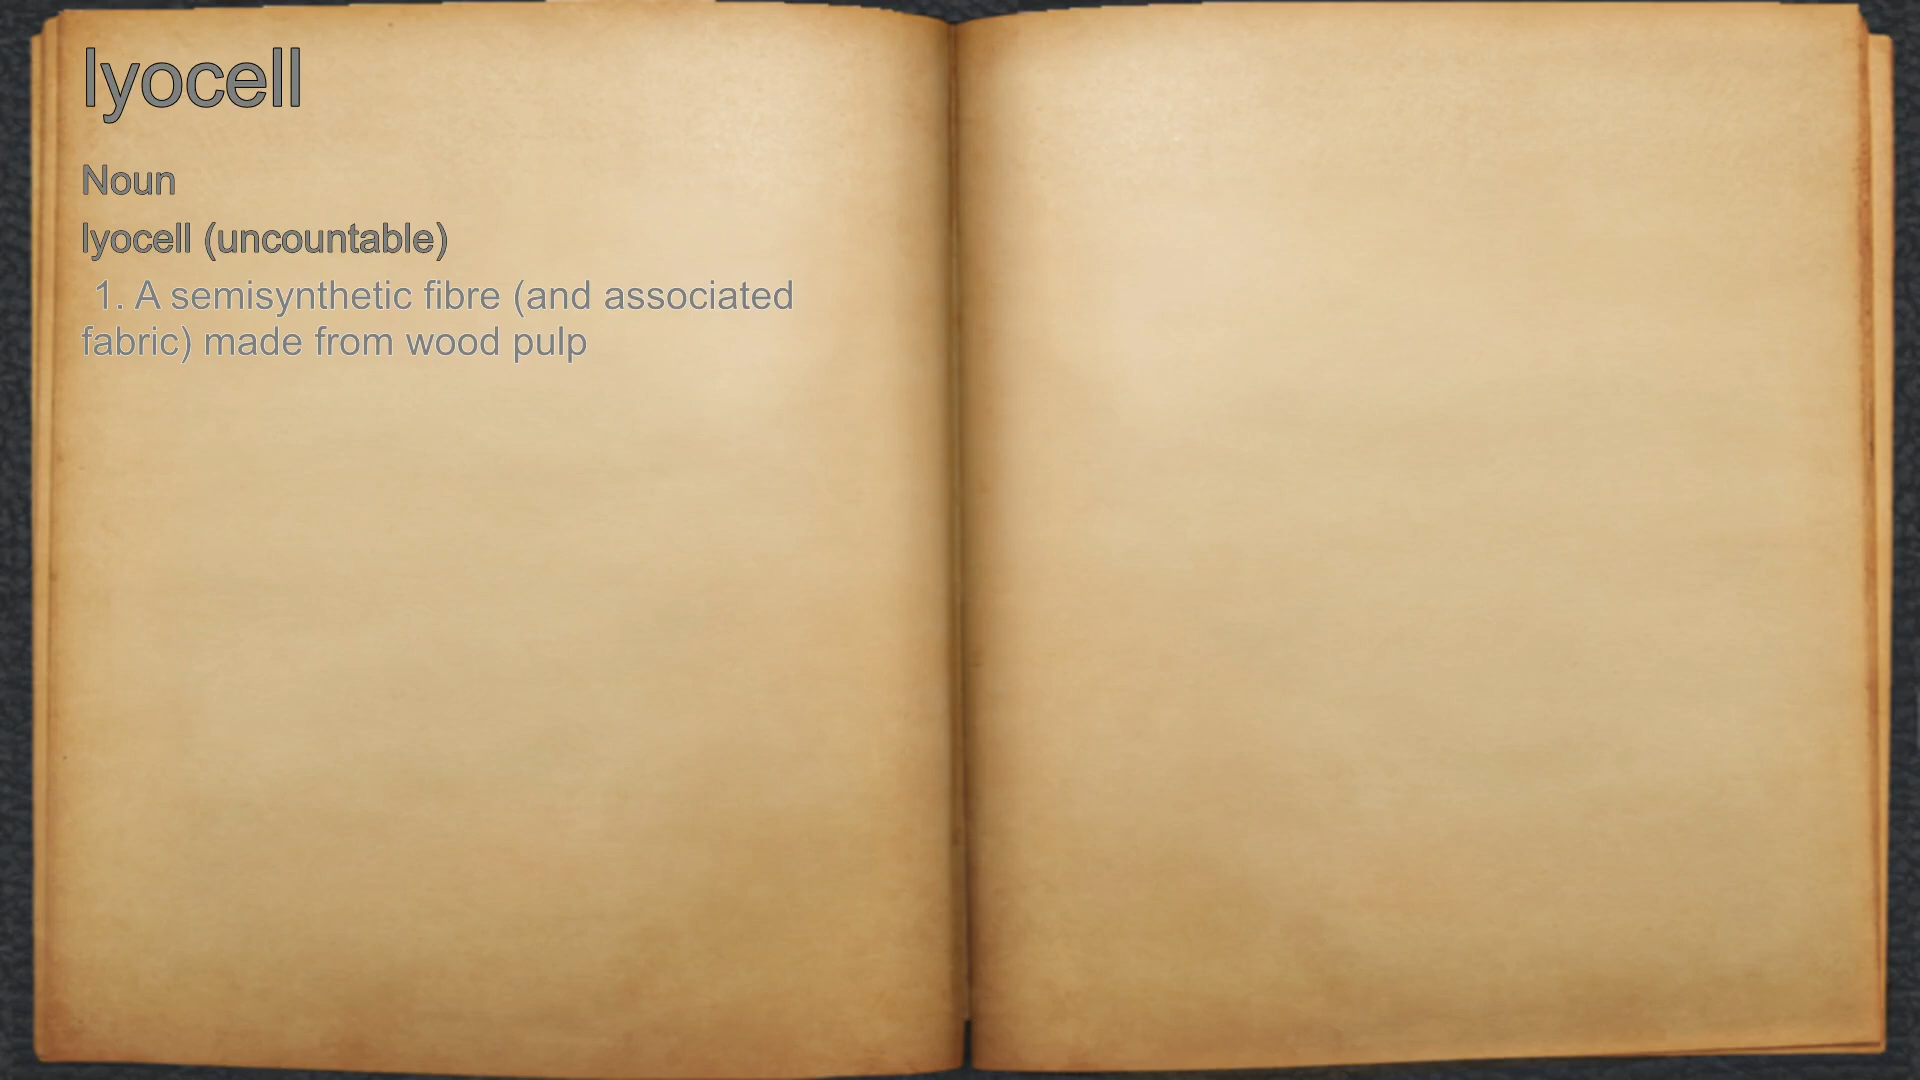 lyocell
Noun
lyocell (uncountable)
1. A semisynthetic fibre (and associated
fabric) made from wood pulp